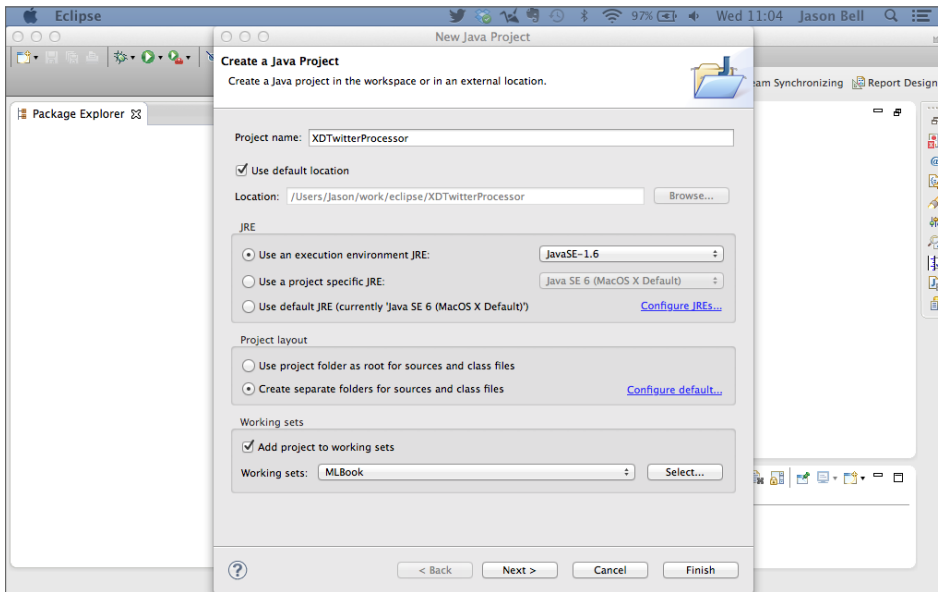 Eclipse 97% Wed 11:04 Jason Bell
New Java Project
Create a Java Project
Create a Java project in the workspace or in an external location.
Synchronizing Report Design
Package Explorer
Project name: XDTwitterProcessor
Use default location
Location: /Users/Jason/work/eclipse/XDTwitterProcessor Browse...
JRE
Use an execution environment JRE: JavaSE-1.6
Use a project specific JRE: Java SE 6 (MacOS X Default)
Use default JRE (currently 'Java SE 6 (MacOS X Default)') Configure JREs...
Project layout
Use project folder as root for sources and class files
Create separate folders for sources and class files Configure default...
Working sets
Add project to working sets
Working sets: MLBook Select...
? < Back Next > Cancel Finish